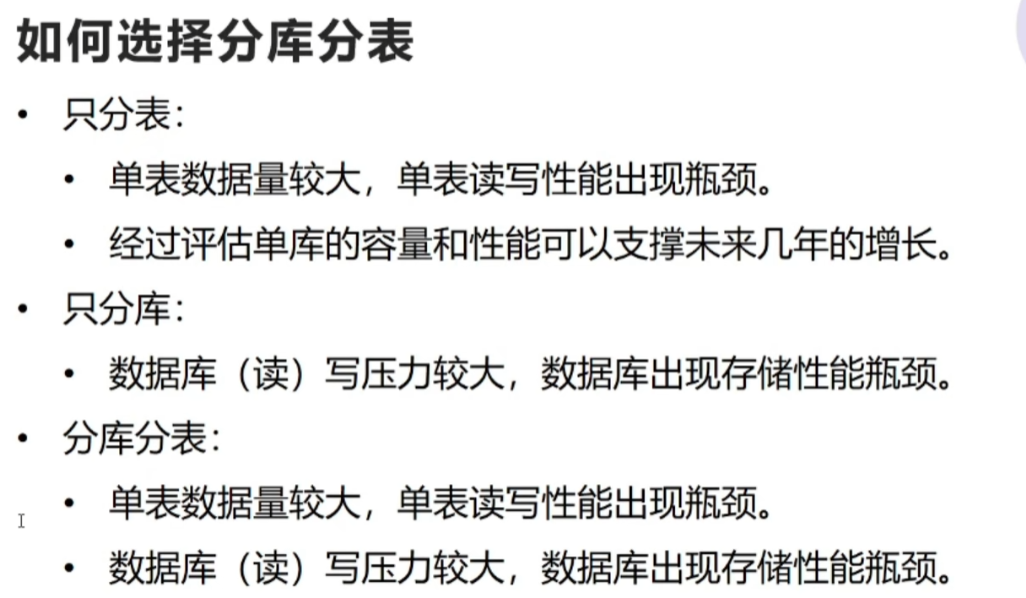 如何选择分库分表
• 只分表：
• 单表数据量较大，单表读写性能出现瓶颈。
• 经过评估单库的容量和性能可以支撑未来几年的增长。
• 只分库：
• 数据库（读）写压力较大，数据库出现存储性能瓶颈。
• 分库分表：
• 单表数据量较大，单表读写性能出现瓶颈。
• 数据库（读）写压力较大，数据库出现存储性能瓶颈。